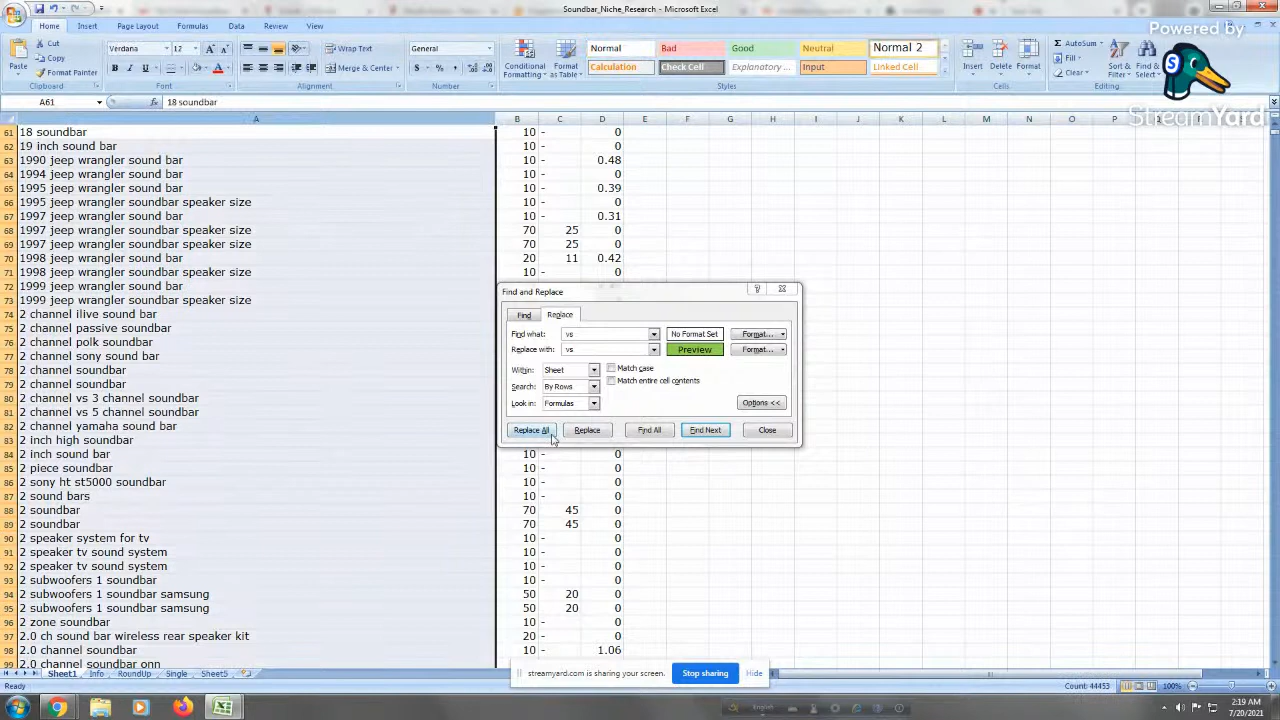 Soundbar_Niche_Research - Microsoft Excel
Home Insert Page Layout Formulas Data Review View
Powered by
StreamYard
Paste
Cut
Copy
Format Painter
Clipboard
Verdana 12
B I U
Font
Wrap Text
Merge & Center
Alignment
General
$ % ,
Number
Conditional Formatting
Format as Table
Normal Bad Good Neutral Normal 2
Calculation Check Cell Explanatory ... Input Linked Cell
Styles
Insert Delete Format
Cells
Σ AutoSum
Fill
Clear
Sort & Filter
Find & Select
Editing
A61 18 soundbar
A B C D E F G H I J K L M N O P Q
61 18 soundbar 10 - 0
62 19 inch sound bar 10 - 0
63 1990 jeep wrangler sound bar 10 - 0.48
64 1994 jeep wrangler sound bar 10 - 0
65 1995 jeep wrangler sound bar 10 - 0.39
66 1995 jeep wrangler soundbar speaker size 10 - 0
67 1997 jeep wrangler sound bar 10 - 0.31
68 1997 jeep wrangler soundbar speaker size 70 25 0
69 1997 jeep wrangler soundbar speaker size 70 25 0
70 1998 jeep wrangler sound bar 20 11 0.42
71 1998 jeep wrangler soundbar speaker size 10 - 0
72 1999 jeep wrangler sound bar
73 1999 jeep wrangler soundbar speaker size
74 2 channel ilive sound bar
75 2 channel passive soundbar
76 2 channel polk soundbar
77 2 channel sony sound bar
78 2 channel soundbar
79 2 channel soundbar
80 2 channel vs 3 channel soundbar
81 2 channel vs 5 channel soundbar
82 2 channel yamaha sound bar
83 2 inch high soundbar
84 2 inch sound bar 10 - 0
85 2 piece soundbar 10 - 0
86 2 sony ht st5000 soundbar 10 - 0
87 2 sound bars 10 - 0
88 2 soundbar 70 45 0
89 2 soundbar 70 45 0
90 2 speaker system for tv 10 - 0
91 2 speaker tv sound system 10 - 0
92 2 speaker tv sound system 10 - 0
93 2 subwoofers 1 soundbar 10 - 0
94 2 subwoofers 1 soundbar samsung 50 20 0
95 2 subwoofers 1 soundbar samsung 50 20 0
96 2 zone soundbar 10 - 0
97 2.0 ch sound bar wireless rear speaker kit 20 - 0
98 2.0 channel soundbar 10 - 1.06
99 2.0 channel soundbar onn
Find and Replace
Find Replace
Find what: vs No Format Set Format...
Replace with: vs Preview Format...
Within: Sheet Match case
Search: By Rows Match entire cell contents
Look in: Formulas Options <<
Replace All Replace Find All Find Next Close
streamyard.com is sharing your screen. Stop sharing Hide
Sheet1 Info RoundUp Single Sheet5
Ready Count: 44453 100%
English
2:19 AM
7/20/2021